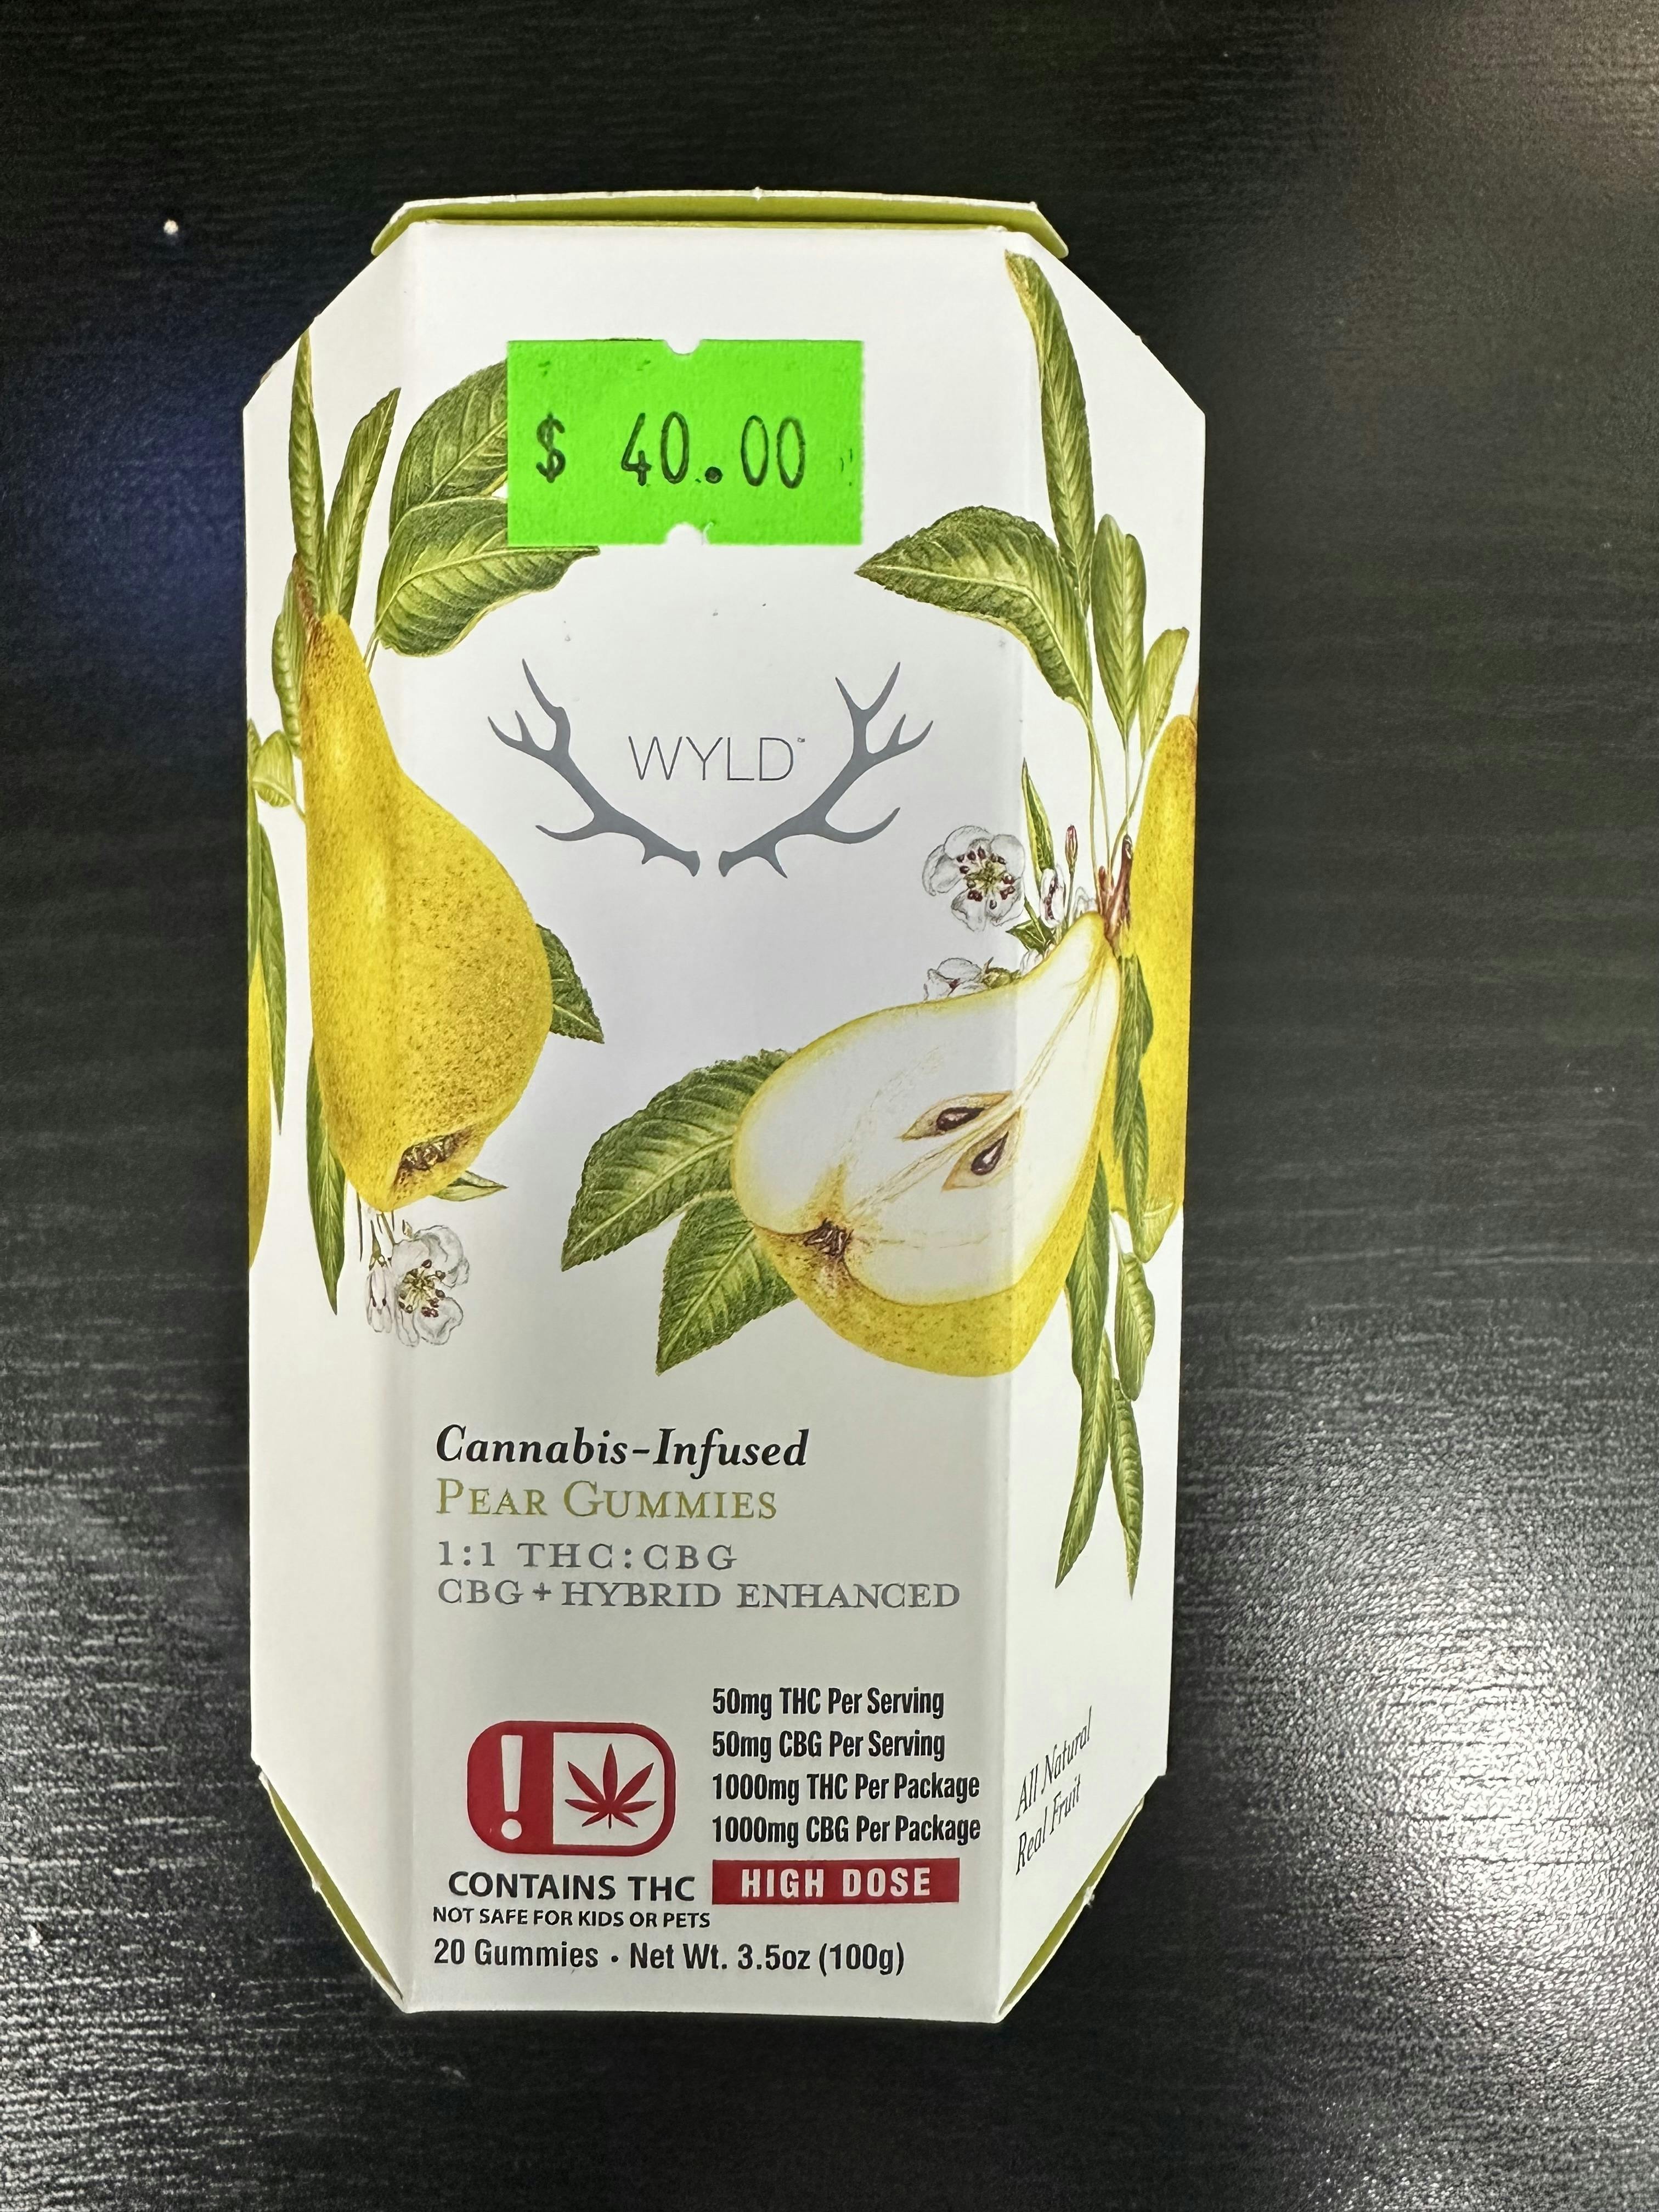 $ 40.00
WYLD™
Cannabis-Infused
PEAR GUMMIES
1:1 THC:CBG
CBG+HYBRID ENHANCED
50mg THC Per Serving
50mg CBG Per Serving
1000mg THC Per Package
1000mg CBG Per Package
HIGH DOSE
CONTAINS THC
NOT SAFE FOR KIDS OR PETS
20 Gummies • Net Wt. 3.5oz (100g)
All Natural
Real Fruit